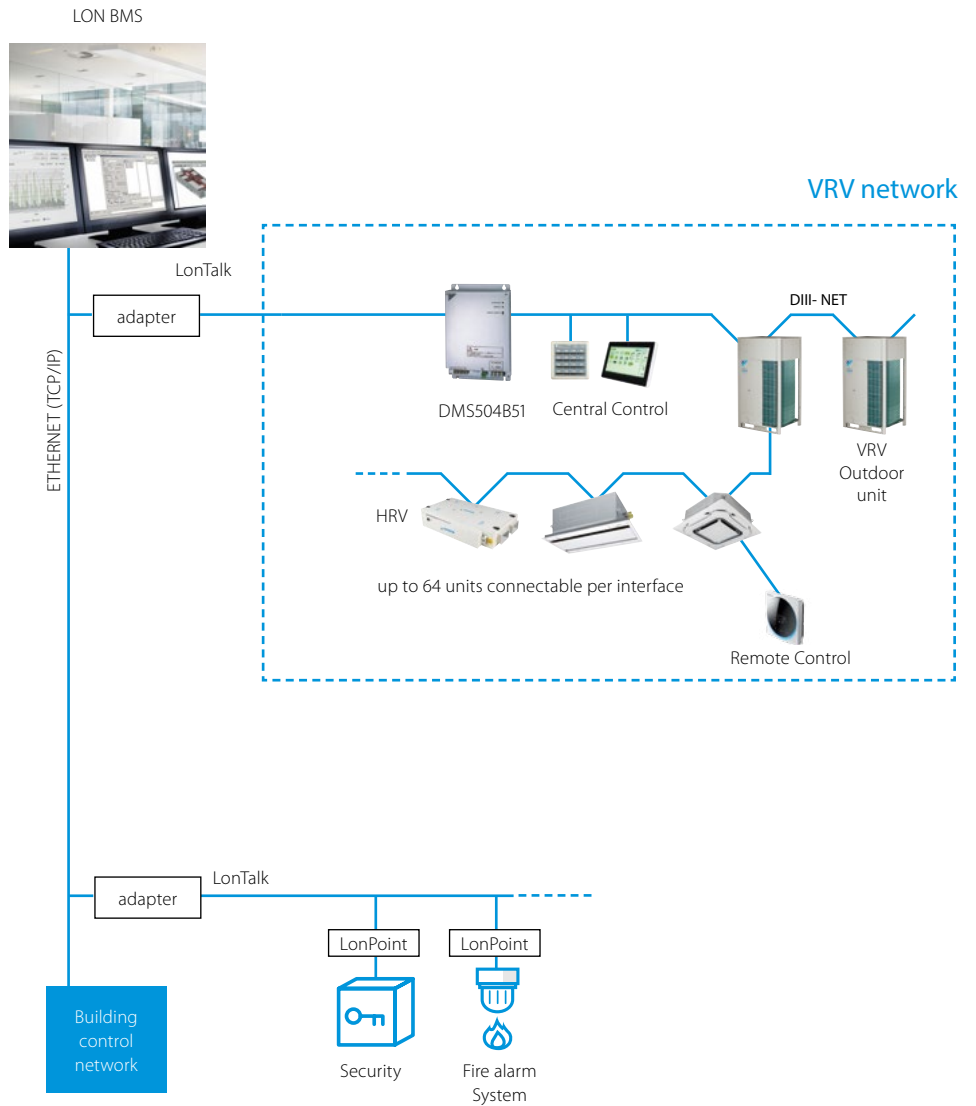 LON BMS
VRV network
LonTalk
adapter
DIII- NET
ETHERNET (TCP/IP)
DMS504B51
Central Control
VRV
Outdoor
unit
HRV
up to 64 units connectable per interface
Remote Control
LonTalk
adapter
LonPoint
LonPoint
Building
control
network
Security
Fire alarm
System